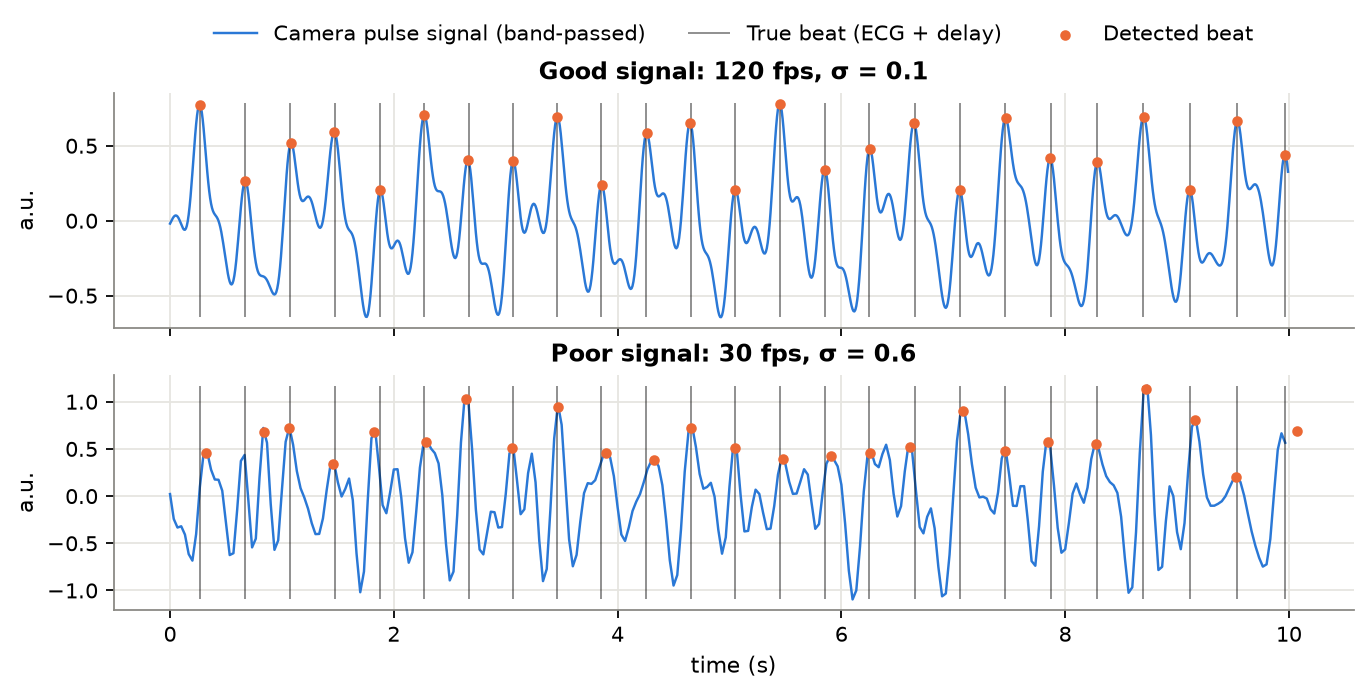 Camera pulse signal (band-passed) True beat (ECG + delay) Detected beat
Good signal: 120 fps, σ = 0.1
a.u.
0.5
0.0
−0.5
Poor signal: 30 fps, σ = 0.6
a.u.
1.0
0.5
0.0
−0.5
−1.0
0 2 4 6 8 10
time (s)